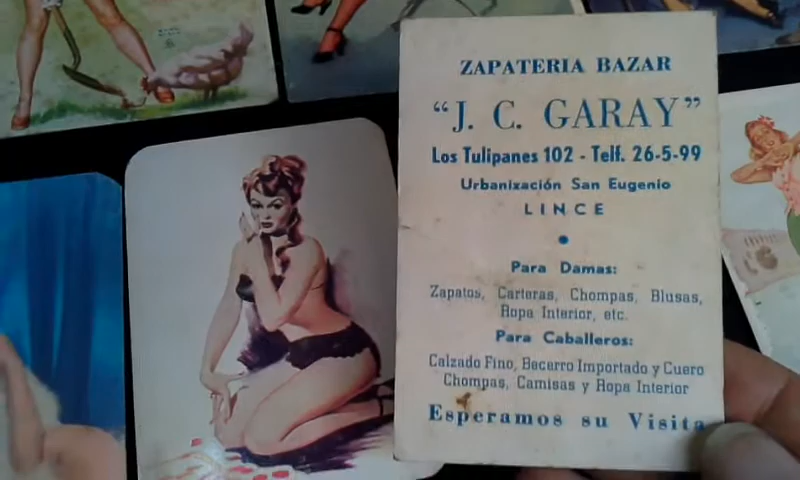 ZAPATERIA BAZAR
"J. C. GARAY"
Los Tulipanes 102 - Telf. 26-5-99
Urbanización San Eugenio
LINCE
Para Damas:
Zapatos, Carteras, Chompas, Blusas,
Ropa Interior, etc.
Para Caballeros:
Calzado Fino, Becerro Importado y Cuero
Chompas, Camisas y Ropa Interior
Esperamos su Visita